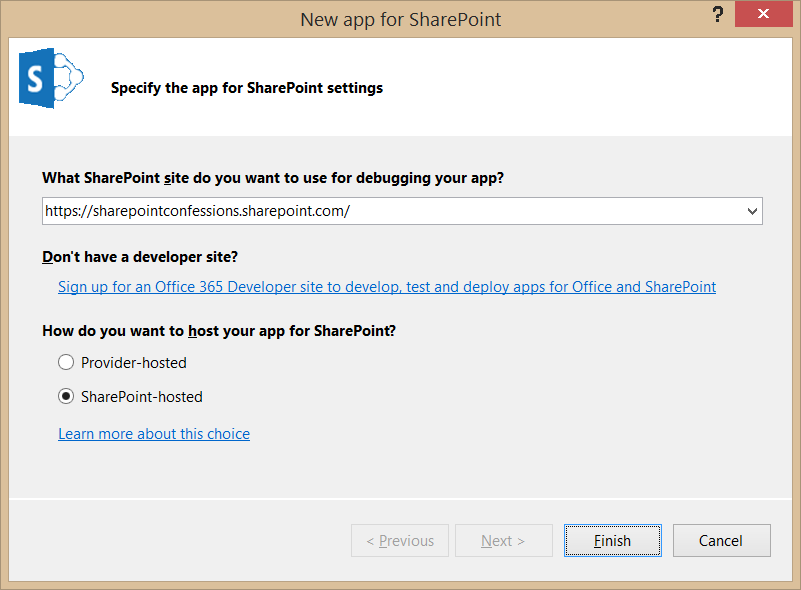 New app for SharePoint
?
S
Specify the app for SharePoint settings
What SharePoint site do you want to use for debugging your app?
https://sharepointconfessions.sharepoint.com/
Don't have a developer site?
Sign up for an Office 365 Developer site to develop, test and deploy apps for Office and SharePoint
How do you want to host your app for SharePoint?
Provider-hosted
SharePoint-hosted
Learn more about this choice
< Previous
Next >
Finish
Cancel